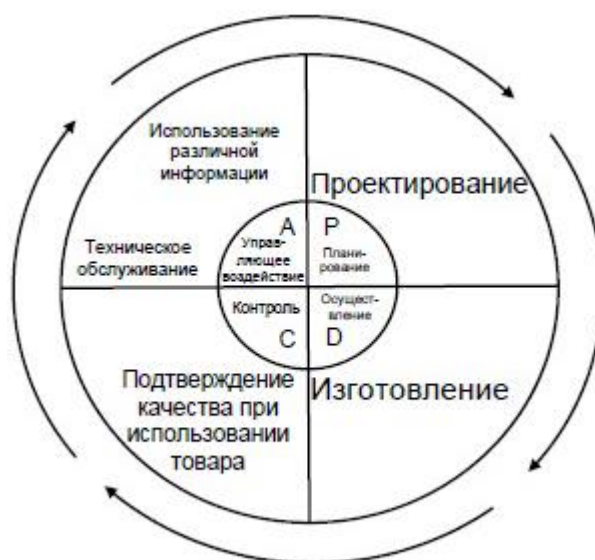 Использование
различной
информации
Техническое
обслуживание
Проектирование
A
Управ-
ляющее
воздействие
P
Плани-
рование
Контроль
C
Осущест-
вление
D
Подтверждение
качества при
использовании
товара
Изготовление